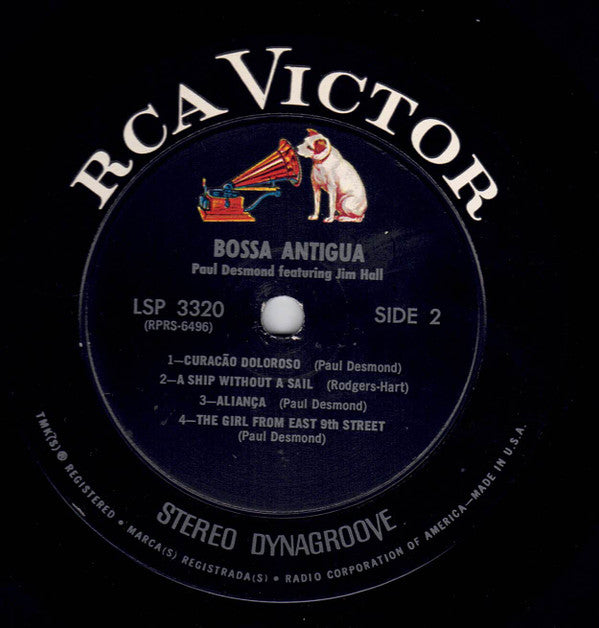 RCA VICTOR
BOSSA ANTIGUA
Paul Desmond featuring Jim Hall
LSP 3320
(RPRS-6496)
SIDE 2
1—CURACÃO DOLOROSO (Paul Desmond)
2—A SHIP WITHOUT A SAIL (Rodgers-Hart)
3—ALIANÇA (Paul Desmond)
4—THE GIRL FROM EAST 9th STREET
(Paul Desmond)
STEREO DYNAGROOVE
TMK(S) ® REGISTERED • MARCA(S) REGISTRADA(S) • RADIO CORPORATION OF AMERICA—MADE IN U.S.A.